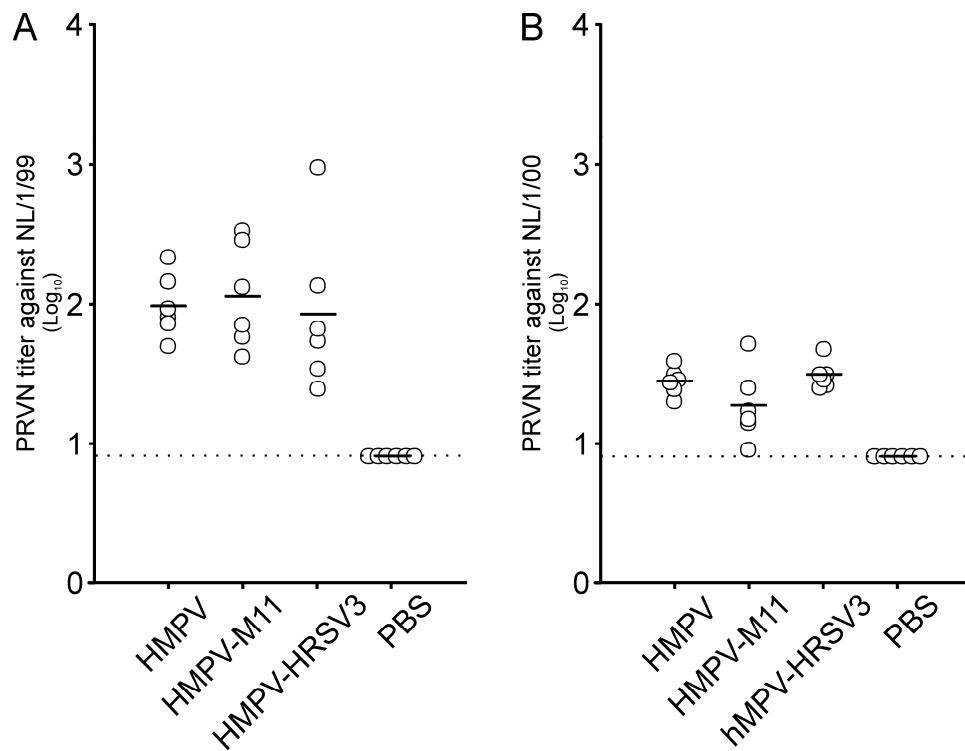 A
PRVN titer against NL/1/99
(Log10)
4
3
2
1
0
HMPV
HMPV-M11
HMPV-HRSV3
PBS
B
PRVN titer against NL/1/00
(Log10)
4
3
2
1
0
HMPV
HMPV-M11
hMPV-HRSV3
PBS